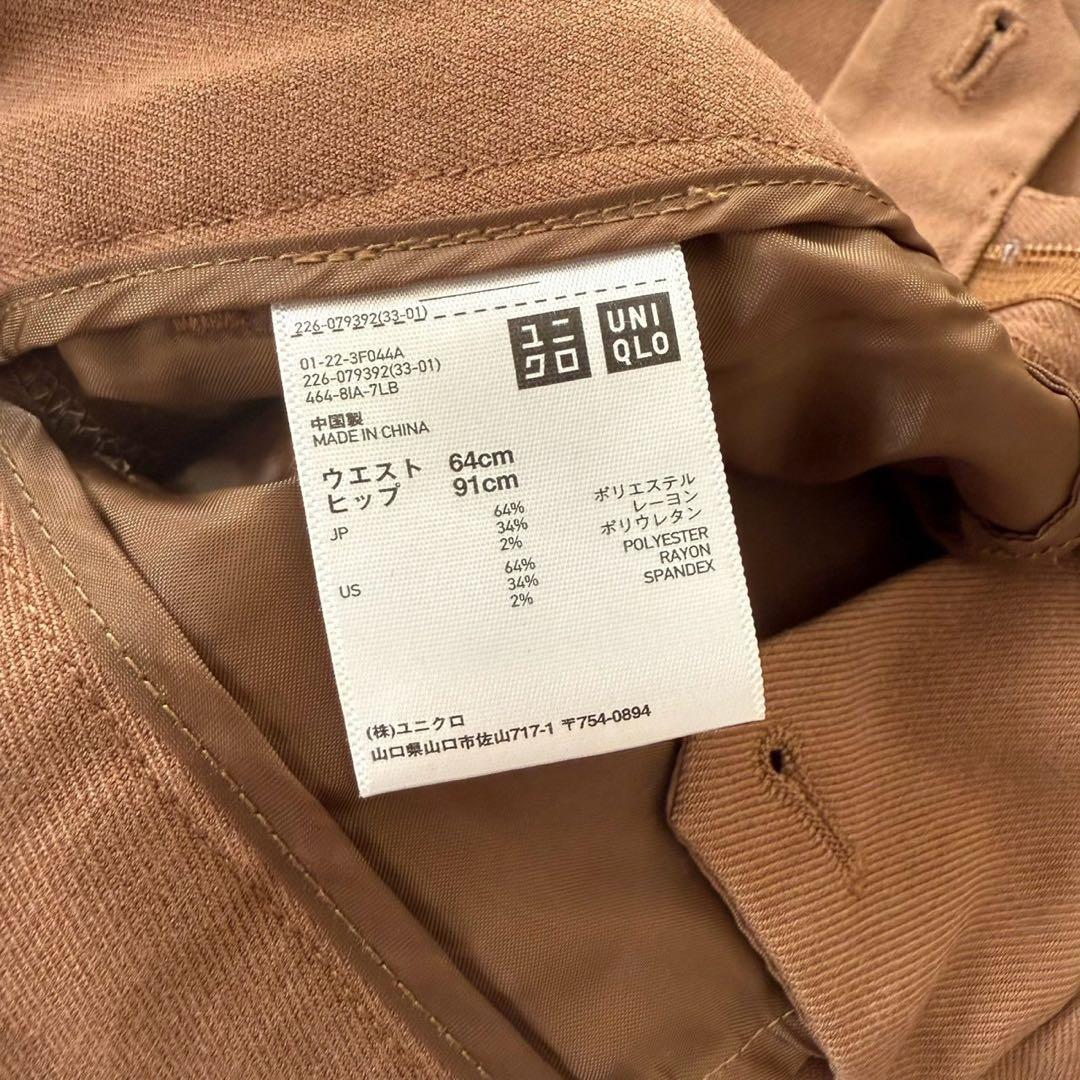 226-079392(33-01)
ユニクロ
UNIQLO
01-22-3F044A
226-079392(33-01)
464-8IA-7LB
中国製
MADE IN CHINA
ウエスト 64cm
ヒップ 91cm
JP 64% ポリエステル
34% レーヨン
2% ポリウレタン
US 64% POLYESTER
34% RAYON
2% SPANDEX
(株)ユニクロ
山口県山口市佐山717-1 〒754-0894